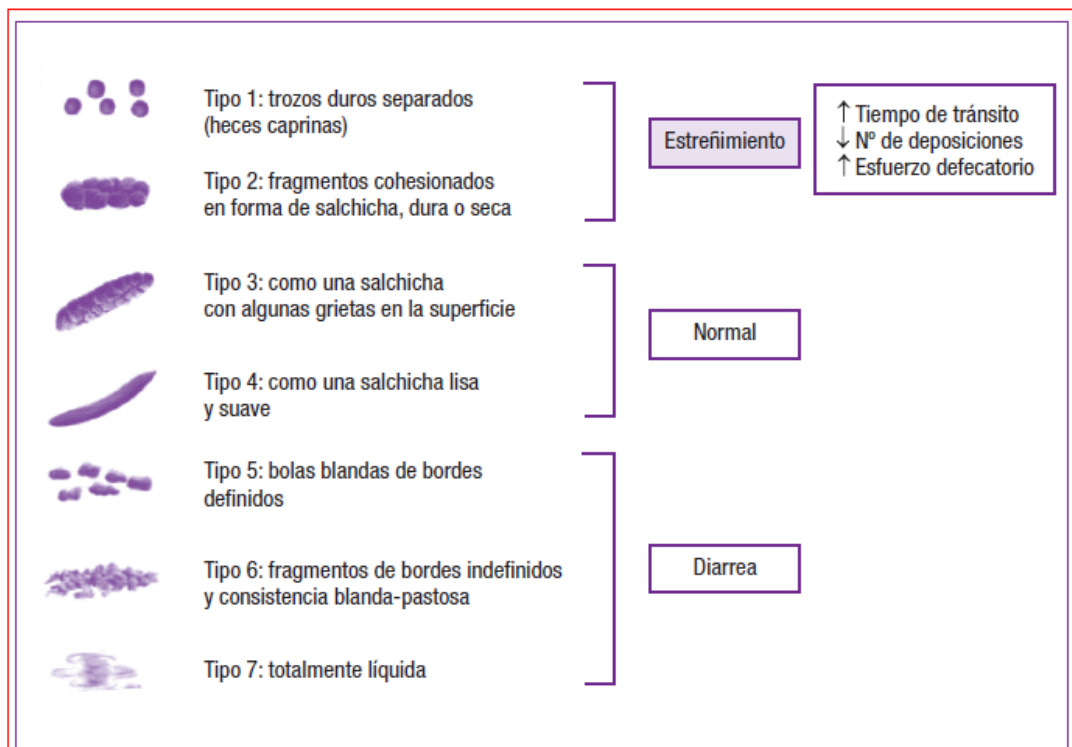 Tipo 1: trozos duros separados
(heces caprinas)
Tipo 2: fragmentos cohesionados
en forma de salchicha, dura o seca
Estreñimiento
↑ Tiempo de tránsito
↓ Nº de deposiciones
↑ Esfuerzo defecatorio
Tipo 3: como una salchicha
con algunas grietas en la superficie
Tipo 4: como una salchicha lisa
y suave
Normal
Tipo 5: bolas blandas de bordes
definidos
Tipo 6: fragmentos de bordes indefinidos
y consistencia blanda-pastosa
Tipo 7: totalmente líquida
Diarrea